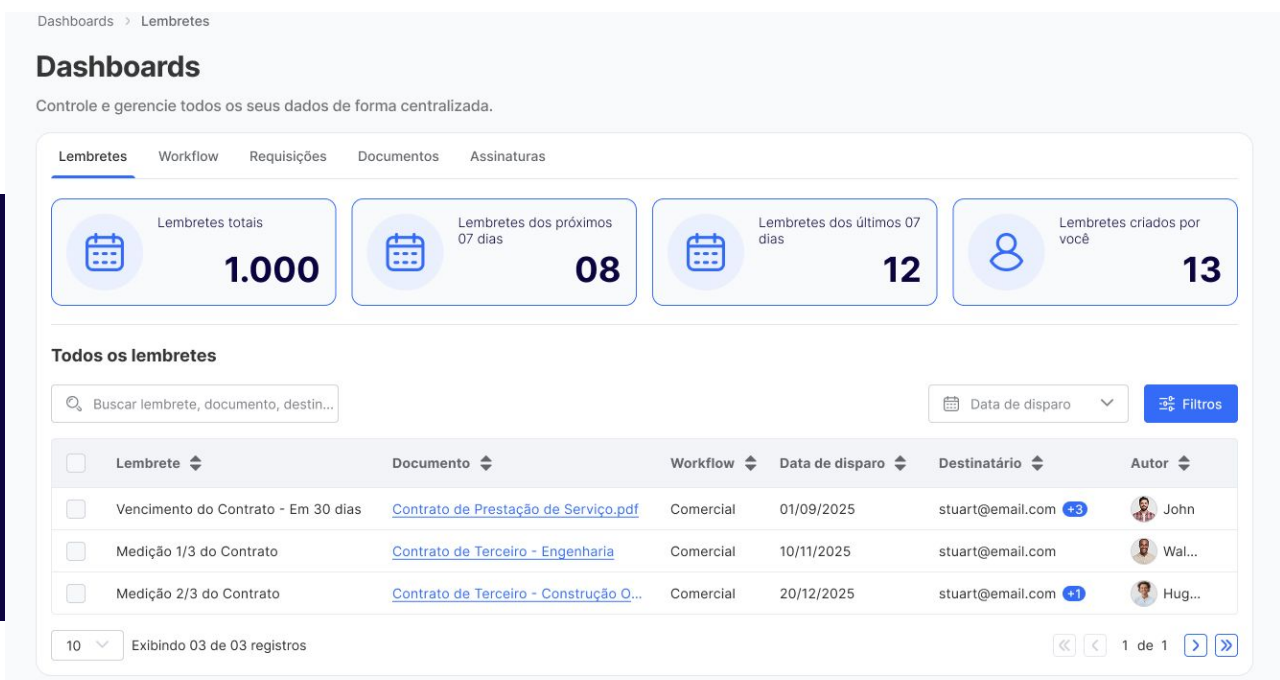 Dashboards > Lembretes
Dashboards
Controle e gerencie todos os seus dados de forma centralizada.
Lembretes Workflow Requisições Documentos Assinaturas
Lembretes totais
1.000
Lembretes dos próximos
07 dias
08
Lembretes dos últimos 07
dias
12
Lembretes criados por
você
13
Todos os lembretes
Buscar lembrete, documento, destin...
Data de disparo
Filtros
Lembrete Documento Workflow Data de disparo Destinatário Autor
Vencimento do Contrato - Em 30 dias Contrato de Prestação de Serviço.pdf Comercial 01/09/2025 stuart@email.com +3 John
Medição 1/3 do Contrato Contrato de Terceiro - Engenharia Comercial 10/11/2025 stuart@email.com Wal...
Medição 2/3 do Contrato Contrato de Terceiro - Construção O... Comercial 20/12/2025 stuart@email.com +1 Hug...
10 Exibindo 03 de 03 registros 1 de 1